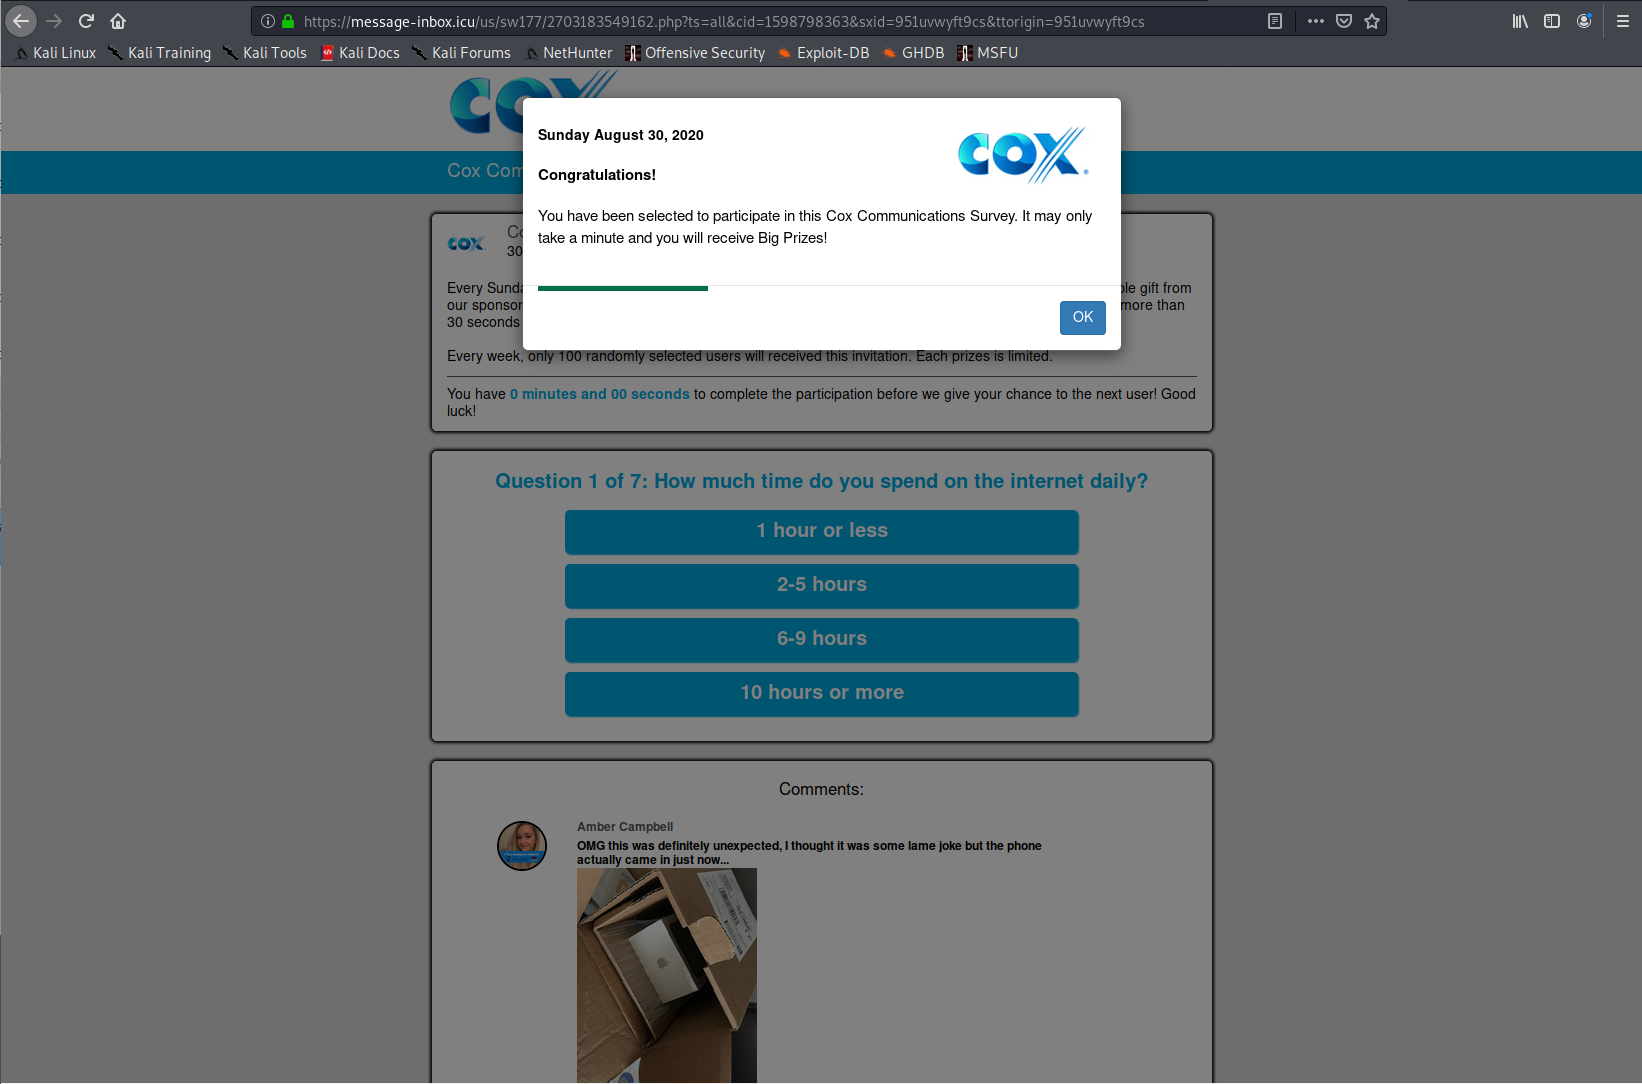 https://message-inbox.icu/us/sw177/2703183549162.php?ts=all&cid=1598798363&sxid=951uvwyft9cs&ttorigin=951uvwyft9cs
Kali Linux Kali Training Kali Tools Kali Docs Kali Forums NetHunter Offensive Security Exploit-DB GHDB MSFU
cox
Sunday August 30, 2020
cox
Congratulations!
Cox Com
You have been selected to participate in this Cox Communications Survey. It may only
take a minute and you will receive Big Prizes!
cox
30
Every Sunda ple gift from
our sponsor more than
OK
30 seconds
Every week, only 100 randomly selected users will received this invitation. Each prizes is limited.
You have 0 minutes and 00 seconds to complete the participation before we give your chance to the next user! Good
luck!
Question 1 of 7: How much time do you spend on the internet daily?
1 hour or less
2-5 hours
6-9 hours
10 hours or more
Comments:
Amber Campbell
OMG this was definitely unexpected, I thought it was some lame joke but the phone
actually came in just now...